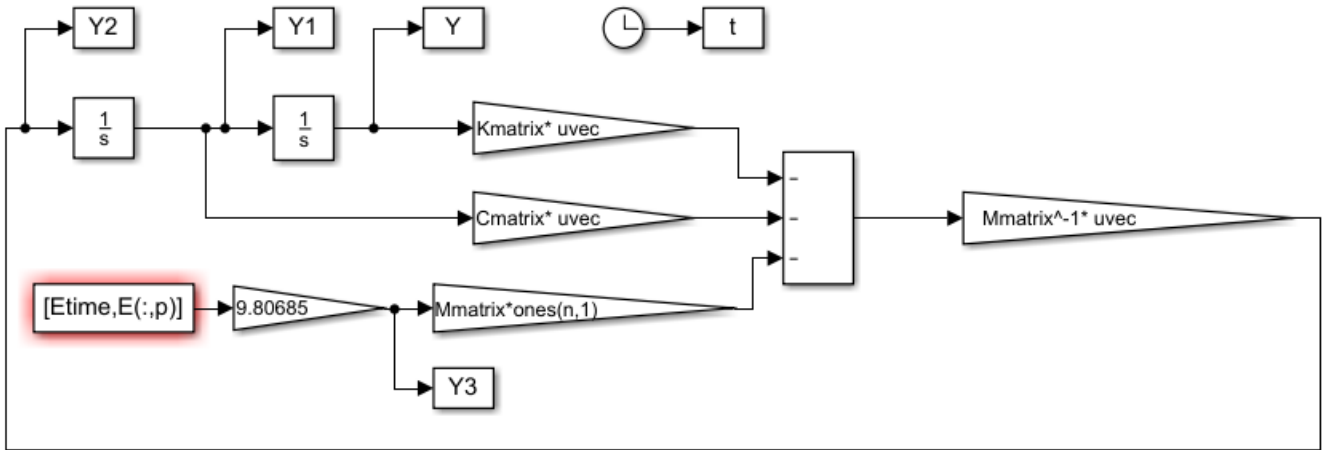 Y2
Y1
Y
t
1
s
1
s
Kmatrix* uvec
-
Cmatrix* uvec
-
Mmatrix^-1* uvec
-
[Etime,E(:,p)]
9.80685
Mmatrix*ones(n,1)
Y3